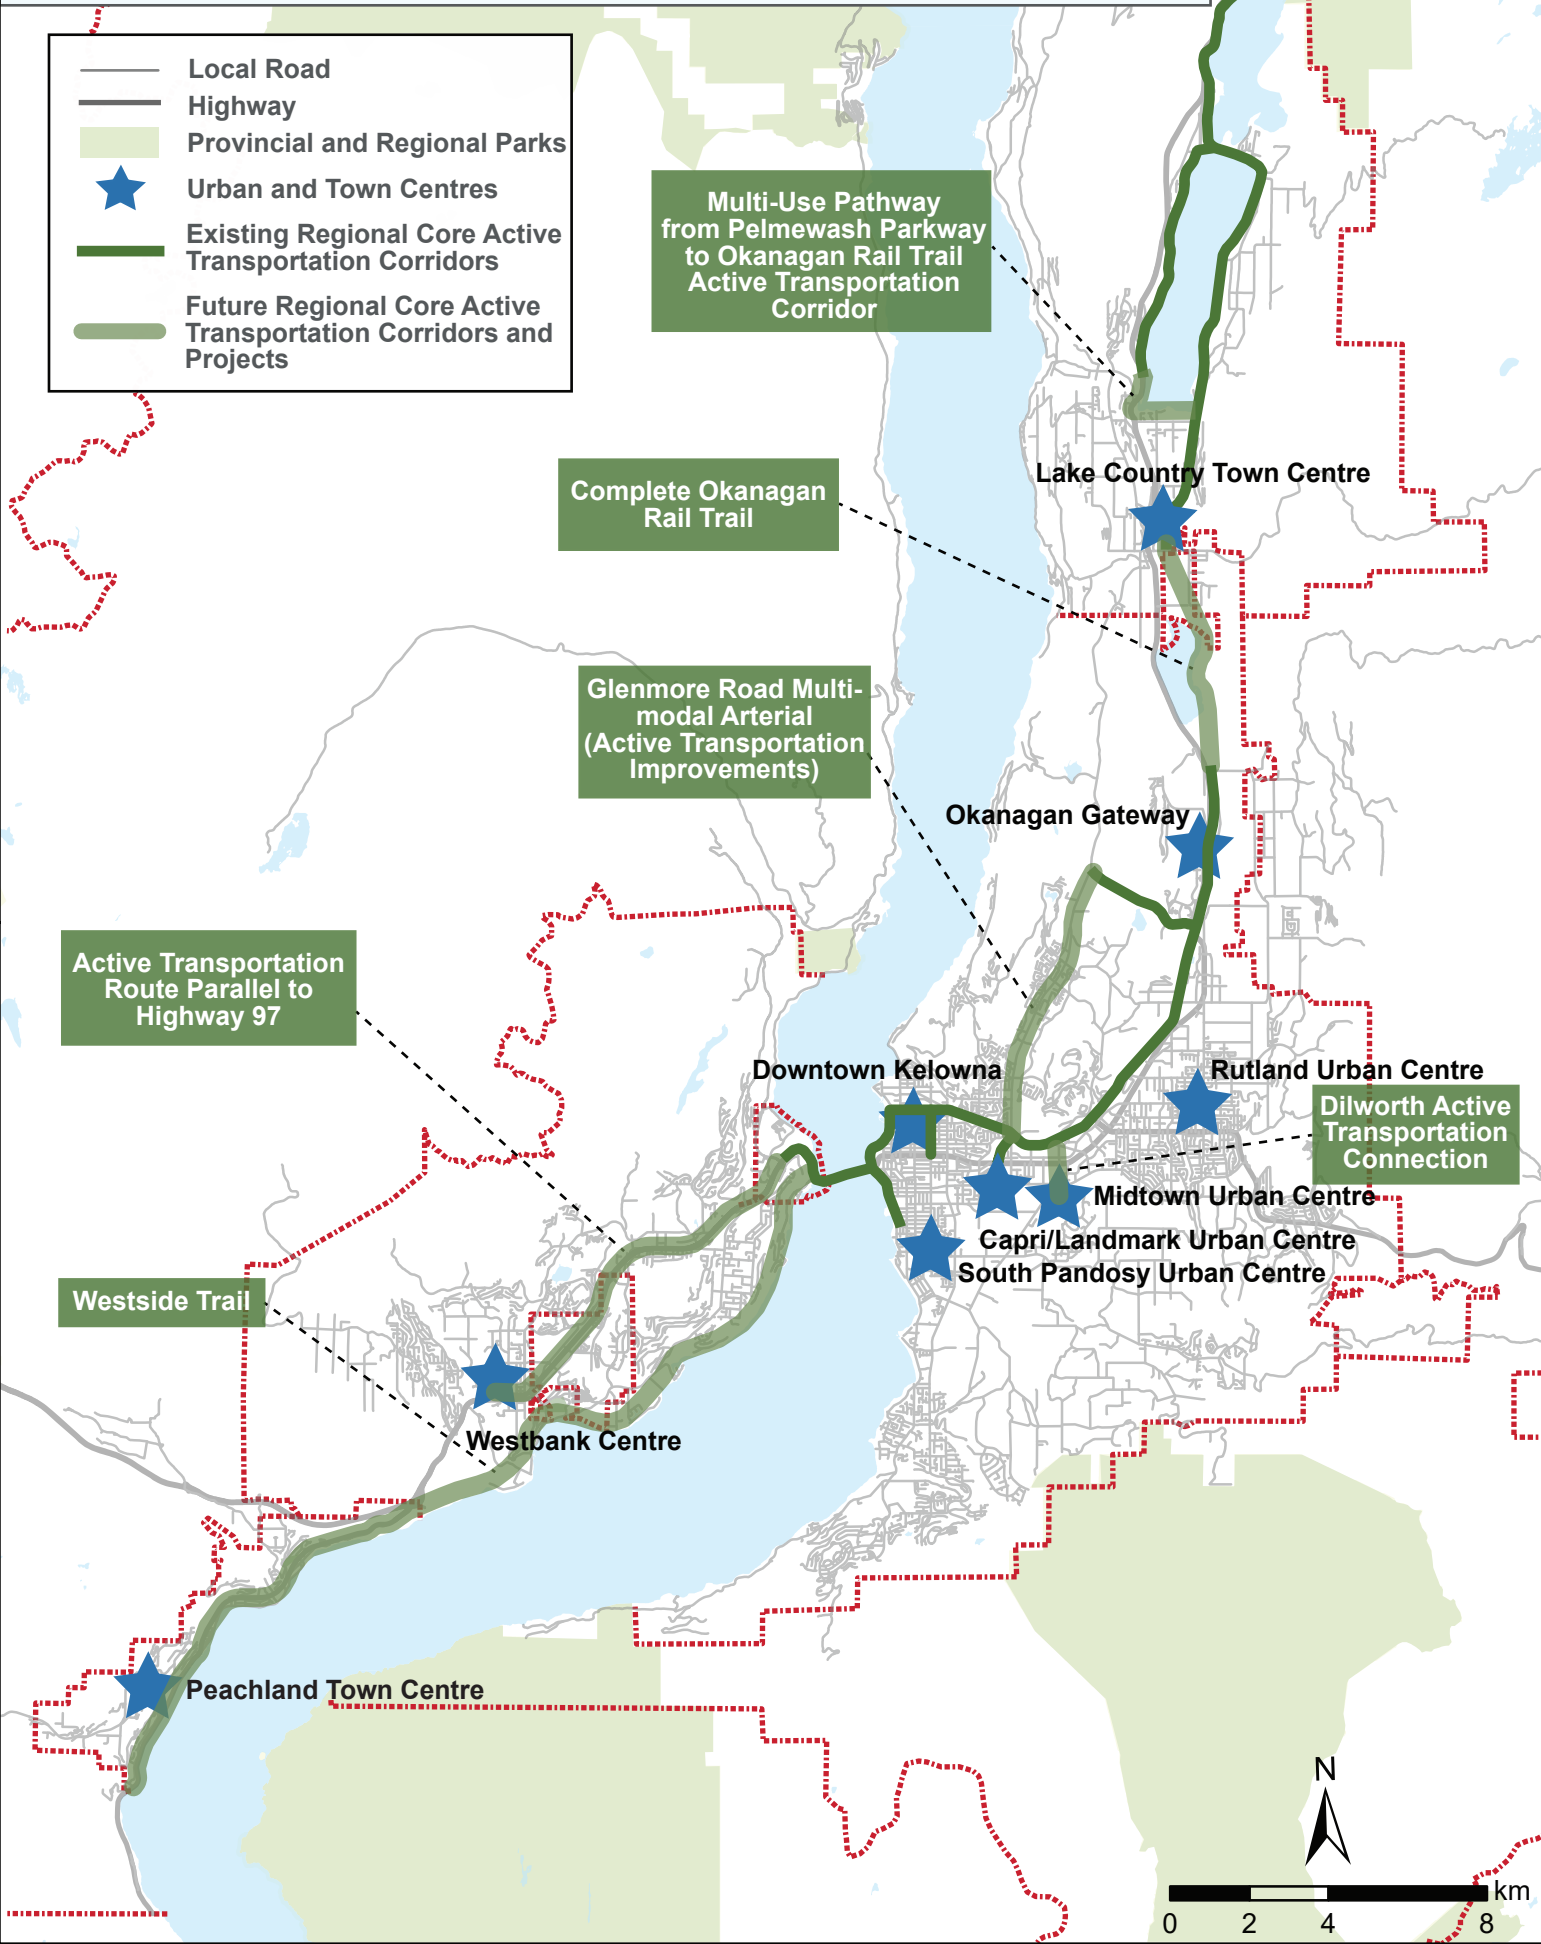 Local Road
Highway
Provincial and Regional Parks
Urban and Town Centres
Existing Regional Core Active
Transportation Corridors
Future Regional Core Active
Transportation Corridors and
Projects
Multi-Use Pathway
from Pelmewash Parkway
to Okanagan Rail Trail
Active Transportation
Corridor
Lake Country Town Centre
Complete Okanagan
Rail Trail
Glenmore Road Multi-
modal Arterial
(Active Transportation
Improvements)
Okanagan Gateway
Active Transportation
Route Parallel to
Highway 97
Downtown Kelowna
Rutland Urban Centre
Dilworth Active
Transportation
Connection
Midtown Urban Centre
Capri/Landmark Urban Centre
South Pandosy Urban Centre
Westside Trail
Westbank Centre
Peachland Town Centre
N
km
0 2 4 8